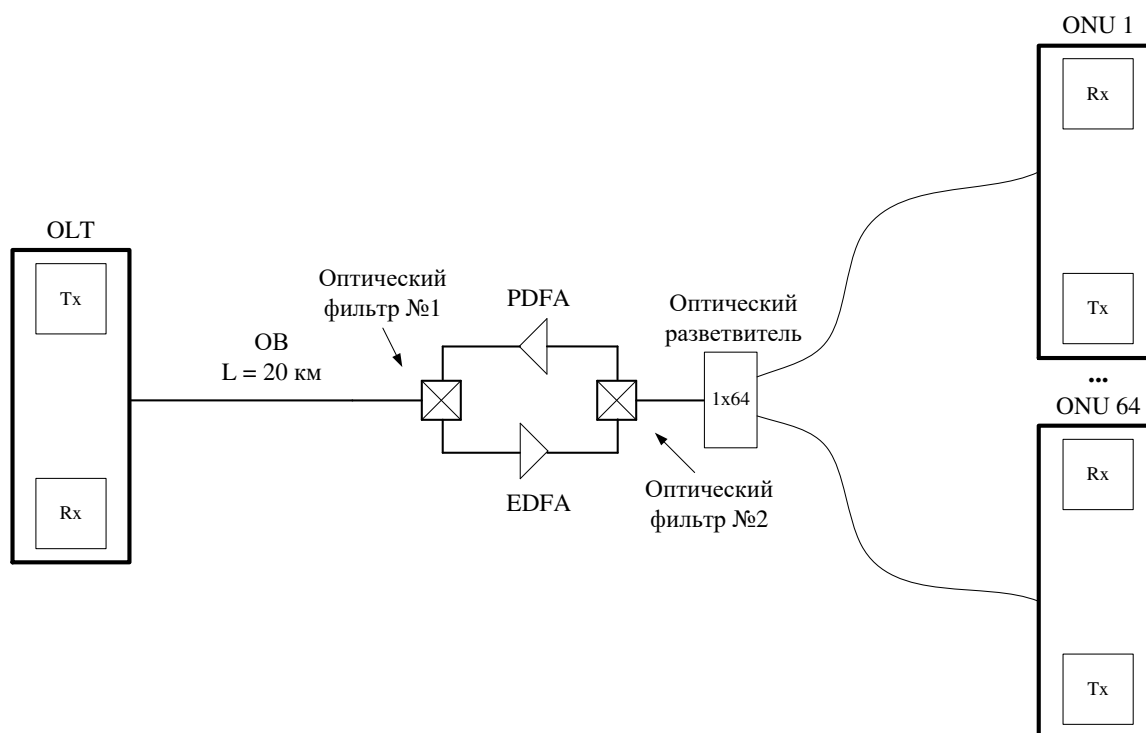 ONU 1
Rx
Tx
OLT
Tx
Rx
ОВ
L = 20 км
Оптический
фильтр №1
PDFA
EDFA
Оптический
разветвитель
1x64
Оптический
фильтр №2
...
ONU 64
Rx
Tx